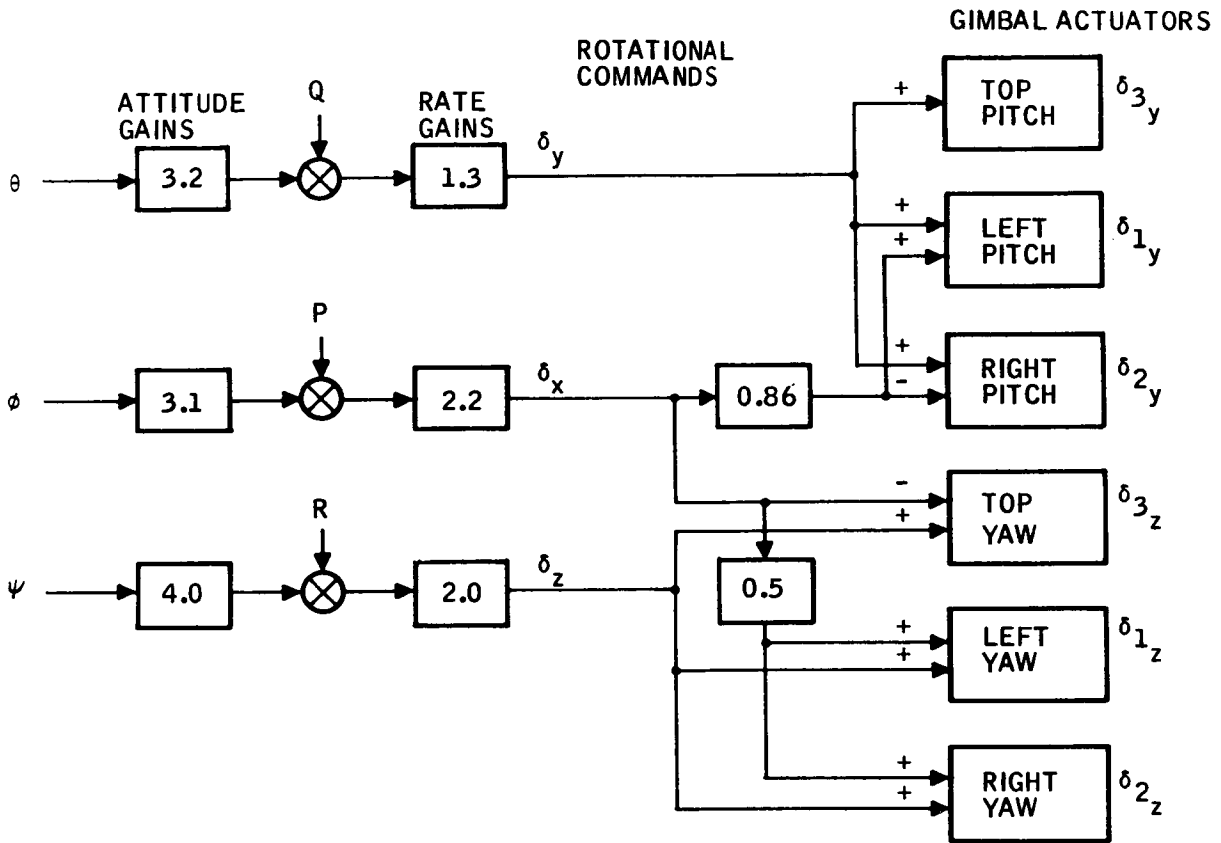 GIMBAL ACTUATORS
ROTATIONAL
COMMANDS
ATTITUDE
GAINS
Q
RATE
GAINS
θ
3.2
1.3
δy
+
TOP
PITCH
δ3y
+
+
LEFT
PITCH
δ1y
P
ϕ
3.1
2.2
δx
0.86
+
-
RIGHT
PITCH
δ2y
-
+
TOP
YAW
δ3z
R
ψ
4.0
2.0
δz
0.5
+
+
LEFT
YAW
δ1z
+
+
RIGHT
YAW
δ2z